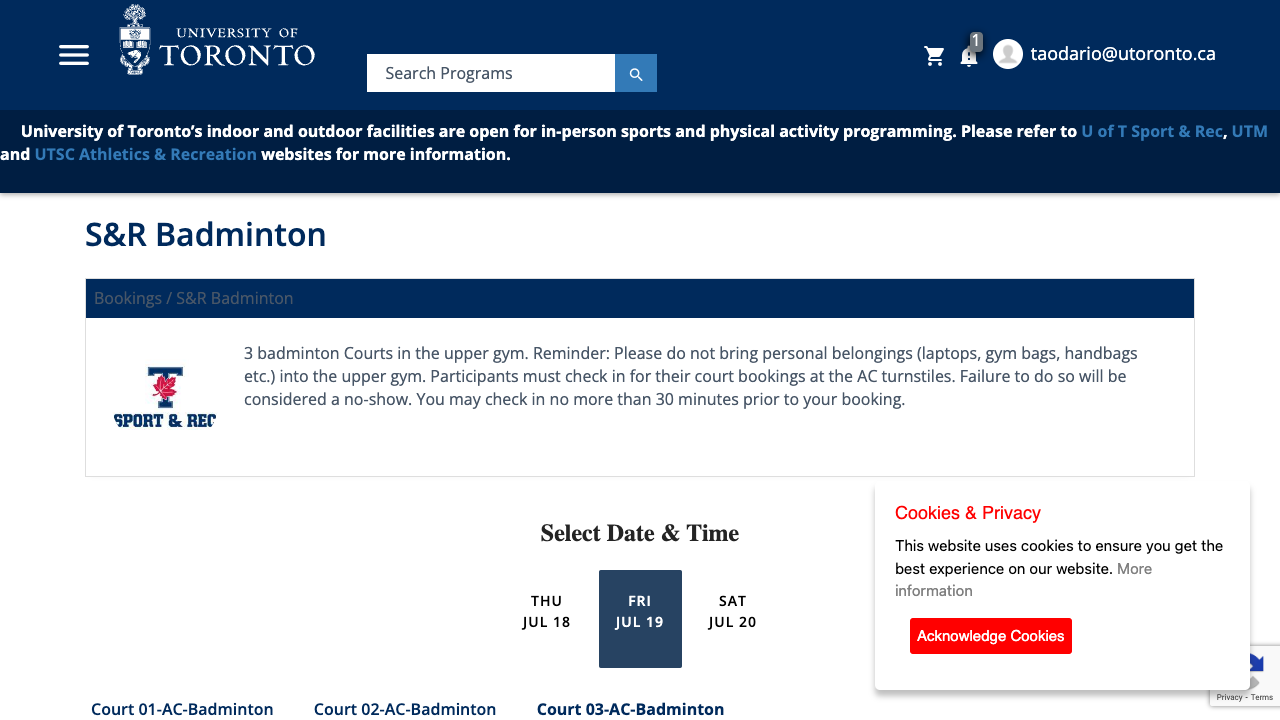 UNIVERSITY OF
TORONTO
Search Programs
1
taodario@utoronto.ca
University of Toronto’s indoor and outdoor facilities are open for in-person sports and physical activity programming. Please refer to U of T Sport & Rec, UTM
and UTSC Athletics & Recreation websites for more information.
S&R Badminton
Bookings / S&R Badminton
3 badminton Courts in the upper gym. Reminder: Please do not bring personal belongings (laptops, gym bags, handbags
etc.) into the upper gym. Participants must check in for their court bookings at the AC turnstiles. Failure to do so will be
considered a no-show. You may check in no more than 30 minutes prior to your booking.
T
SPORT & REC
Select Date & Time
THU
JUL 18
FRI
JUL 19
SAT
JUL 20
Court 01-AC-Badminton
Court 02-AC-Badminton
Court 03-AC-Badminton
Cookies & Privacy
This website uses cookies to ensure you get the
best experience on our website. More
information
Acknowledge Cookies
Privacy - Terms